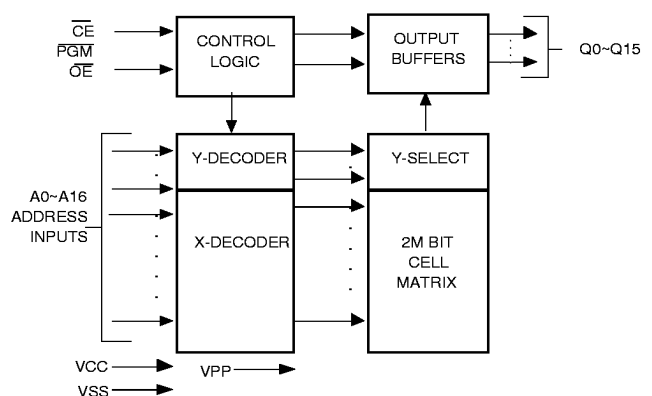 CE
PGM
OE
CONTROL
LOGIC
OUTPUT
BUFFERS
Q0~Q15
Y-DECODER
Y-SELECT
A0~A16
ADDRESS
INPUTS
X-DECODER
2M BIT
CELL
MATRIX
VCC
VSS
VPP